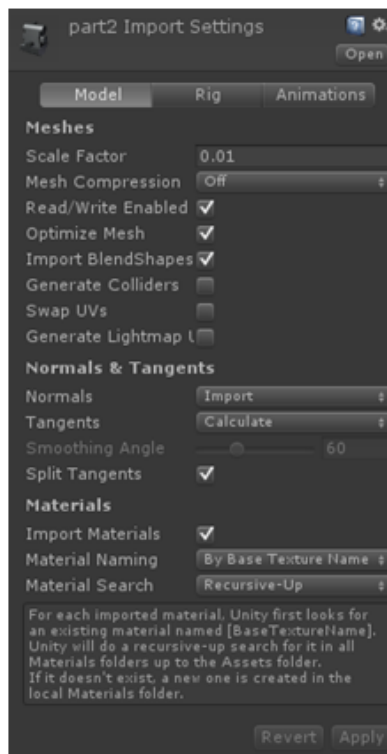 part2 Import Settings
Open
Model Rig Animations
Meshes
Scale Factor 0.01
Mesh Compression Off
Read/Write Enabled
Optimize Mesh
Import BlendShapes
Generate Colliders
Swap UVs
Generate Lightmap U
Normals & Tangents
Normals Import
Tangents Calculate
Smoothing Angle 60
Split Tangents
Materials
Import Materials
Material Naming By Base Texture Name
Material Search Recursive-Up
For each imported material, Unity first looks for
an existing material named [BaseTextureName].
Unity will do a recursive-up search for it in all
Materials folders up to the Assets folder.
If it doesn't exist, a new one is created in the
local Materials folder.
Revert Apply